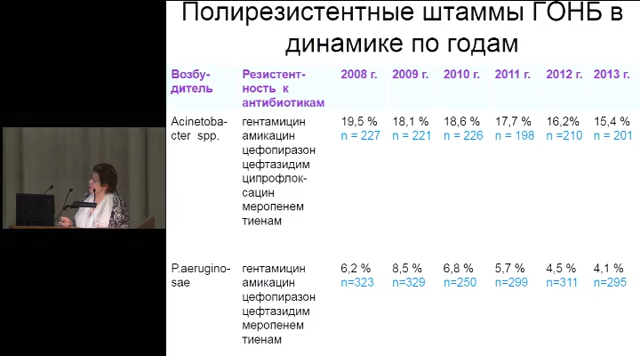 Полирезистентные штаммы ГОНБ в
динамике по годам
Возбу-
дитель
Резистент-
ность к
антибиотикам
2008 г.
2009 г.
2010 г.
2011 г.
2012 г.
2013 г.
Acinetoba-
cter spp.
гентамицин
амикацин
цефопиразон
цефтазидим
ципрофлок-
сацин
меропенем
тиенам
19,5 %
n = 227
18,1 %
n = 221
18,6 %
n = 226
17,7 %
n = 198
16,2%
n =210
15,4 %
n = 201
P.aerugino-
sae
гентамицин
амикацин
цефопиразон
цефтазидим
меропенем
тиенам
6,2 %
n=323
8,5 %
n=329
6,8 %
n=250
5,7 %
n=299
4,5 %
n=311
4,1 %
n=295